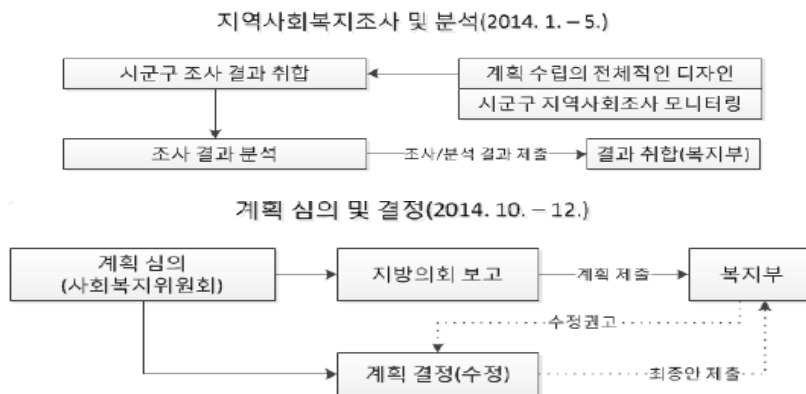 지역사회복지조사 및 분석(2014. 1. – 5.)
시군구 조사 결과 취합
계획 수립의 전체적인 디자인
시군구 지역사회조사 모니터링
조사 결과 분석
조사/분석 결과 제출
결과 취합(복지부)
계획 심의 및 결정(2014. 10. – 12.)
계획 심의
(사회복지위원회)
지방의회 보고
계획 제출
복지부
수정권고
계획 결정(수정)
최종안 제출